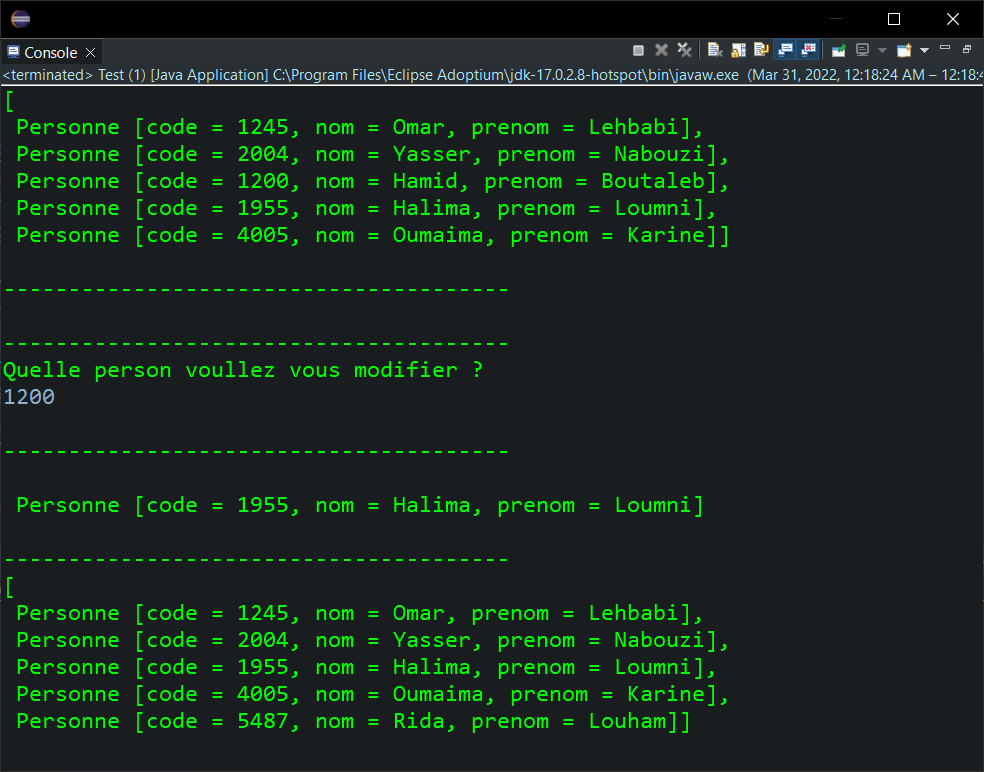 Console
<terminated> Test (1) [Java Application] C:\Program Files\Eclipse Adoptium\jdk-17.0.2.8-hotspot\bin\javaw.exe (Mar 31, 2022, 12:18:24 AM – 12:18:4
[
Personne [code = 1245, nom = Omar, prenom = Lehbabi],
Personne [code = 2004, nom = Yasser, prenom = Nabouzi],
Personne [code = 1200, nom = Hamid, prenom = Boutaleb],
Personne [code = 1955, nom = Halima, prenom = Loumni],
Personne [code = 4005, nom = Oumaima, prenom = Karine]]
---------------------------------------
---------------------------------------
Quelle person voullez vous modifier ?
1200
---------------------------------------
Personne [code = 1955, nom = Halima, prenom = Loumni]
---------------------------------------
[
Personne [code = 1245, nom = Omar, prenom = Lehbabi],
Personne [code = 2004, nom = Yasser, prenom = Nabouzi],
Personne [code = 1955, nom = Halima, prenom = Loumni],
Personne [code = 4005, nom = Oumaima, prenom = Karine],
Personne [code = 5487, nom = Rida, prenom = Louham]]